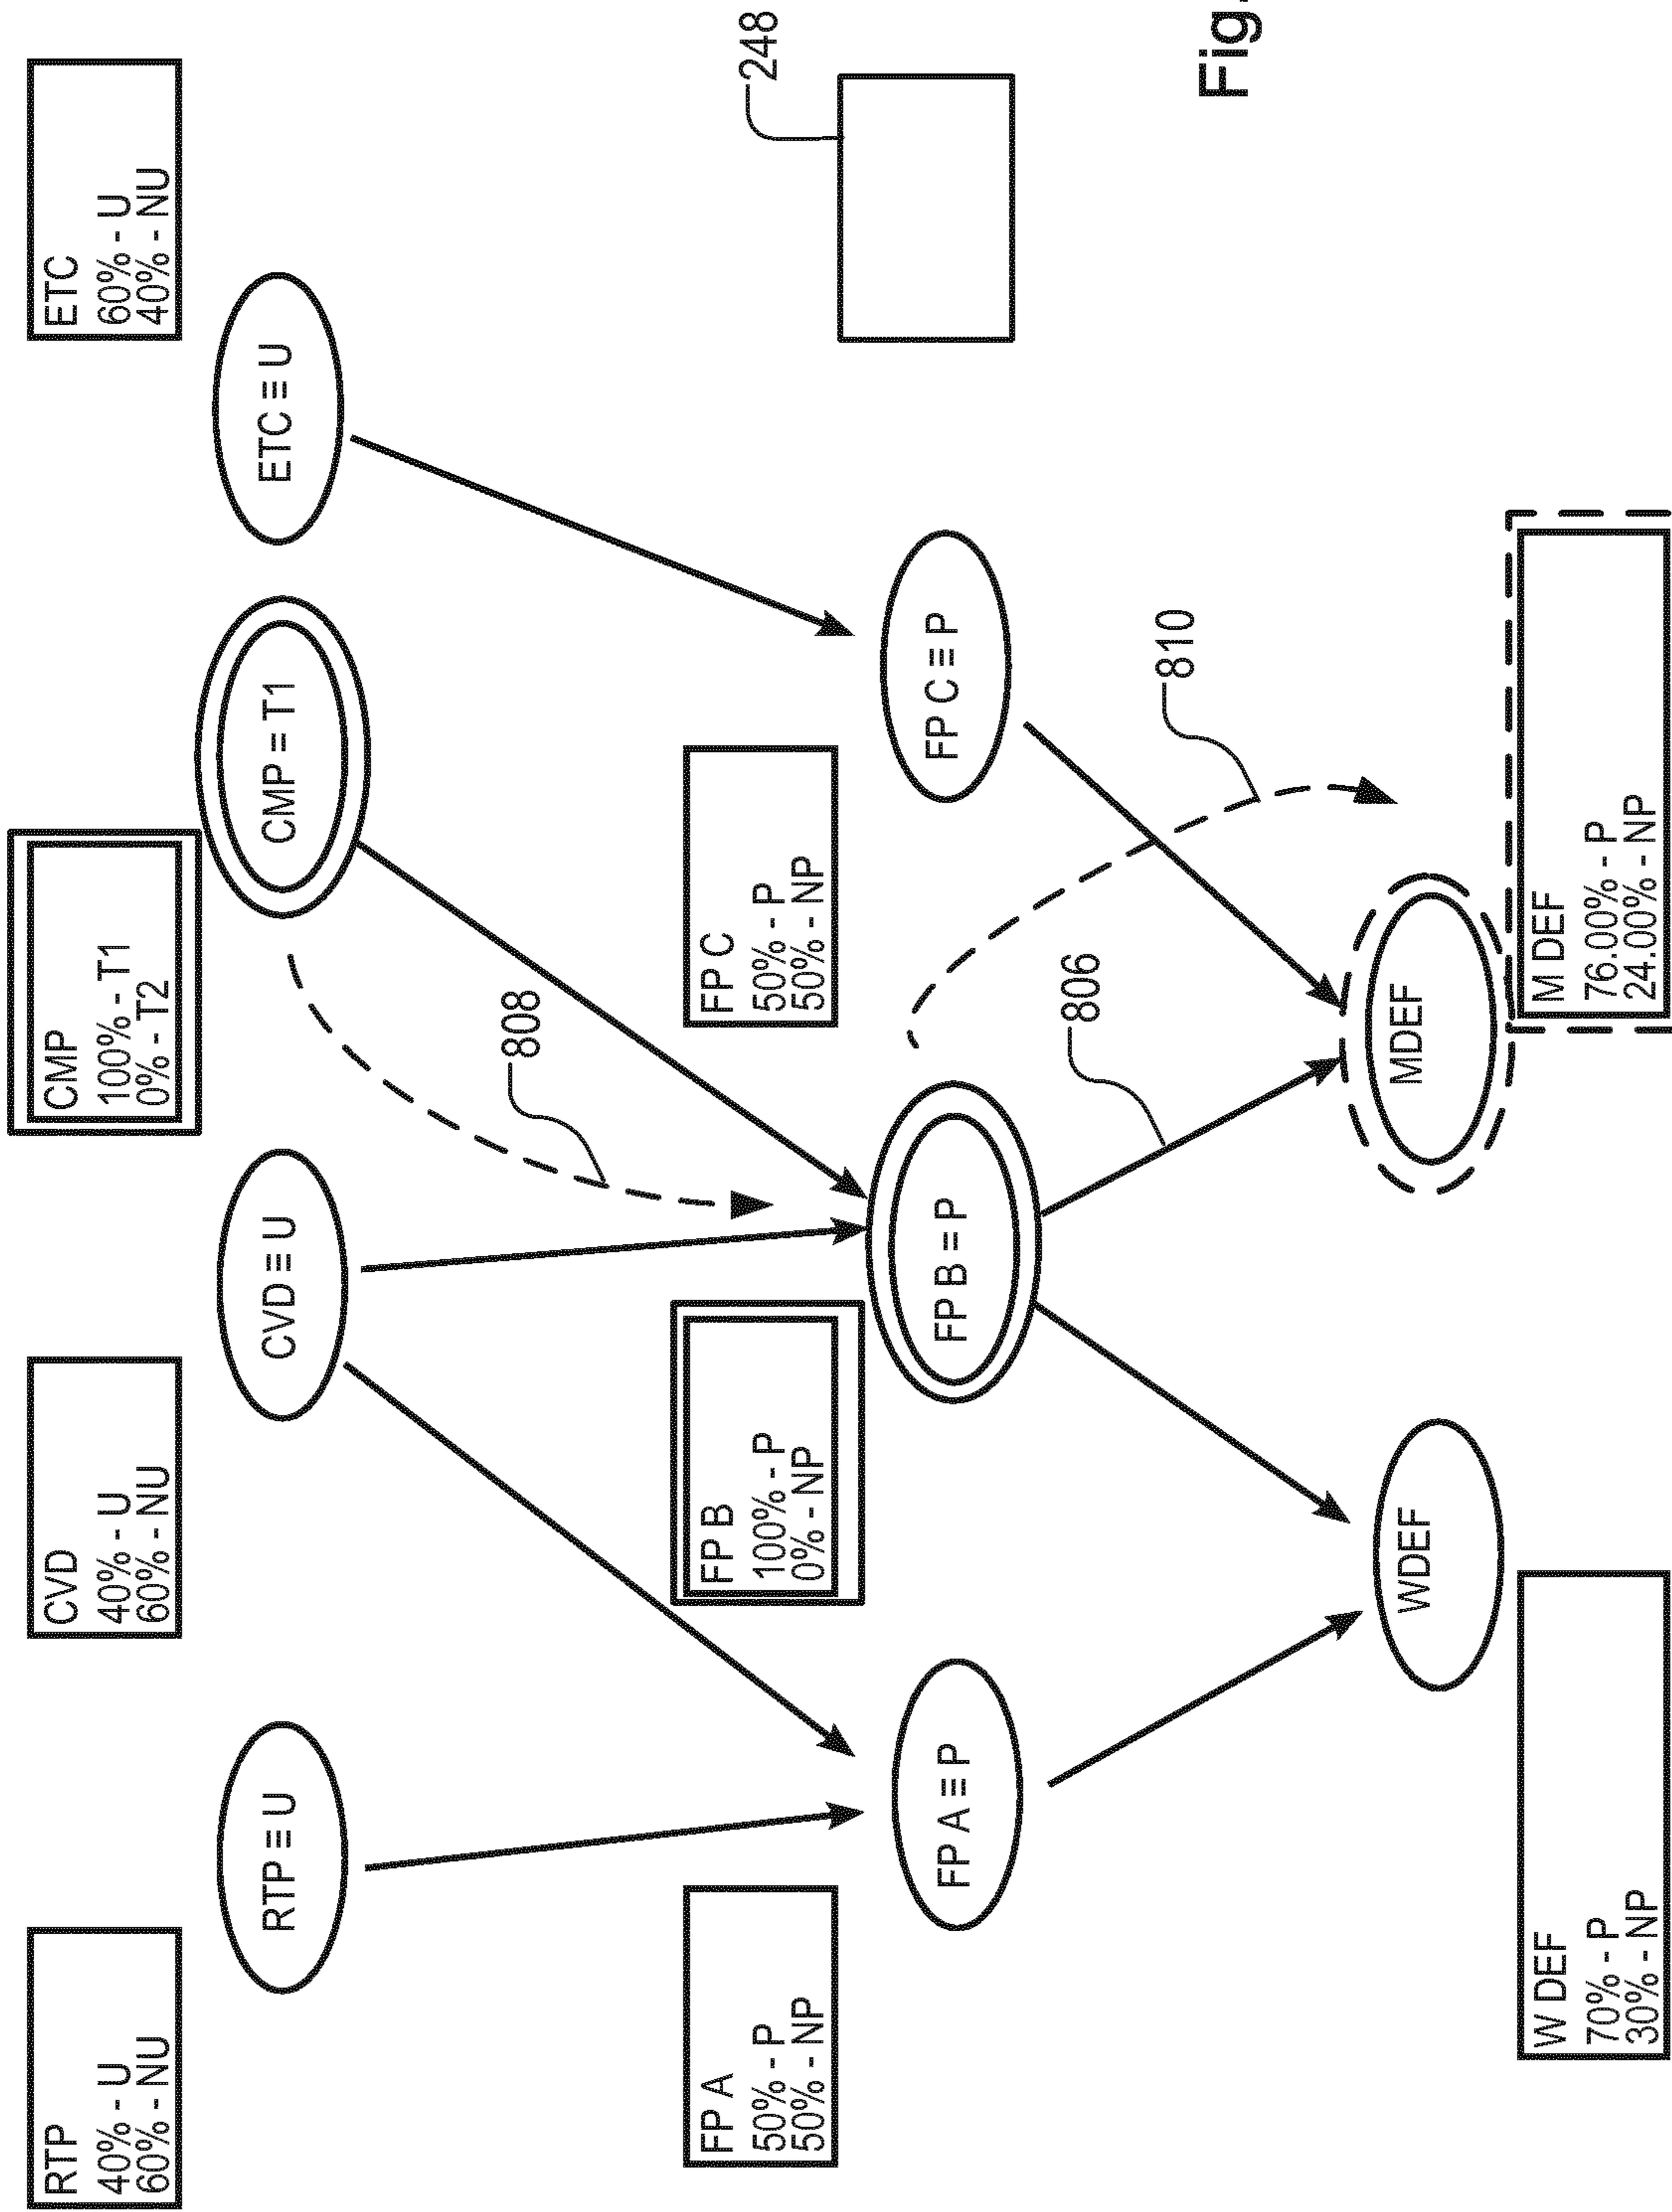 RTP
40% - U
60% - NU
CVD
40% - U
60% - NU
CMP
100% - T1
0% - T2
ETC
60% - U
40% - NU
RTP ≡ U
CVD ≡ U
CMP = T1
ETC ≡ U
808
248
FP A
50% - P
50% - NP
FP B
100% - P
0% - NP
FP C
50% - P
50% - NP
FP A ≡ P
FP B = P
FP C ≡ P
806
810
Fig.
WDEF
MDEF
W DEF
70% - P
30% - NP
M DEF
76.00% - P
24.00% - NP